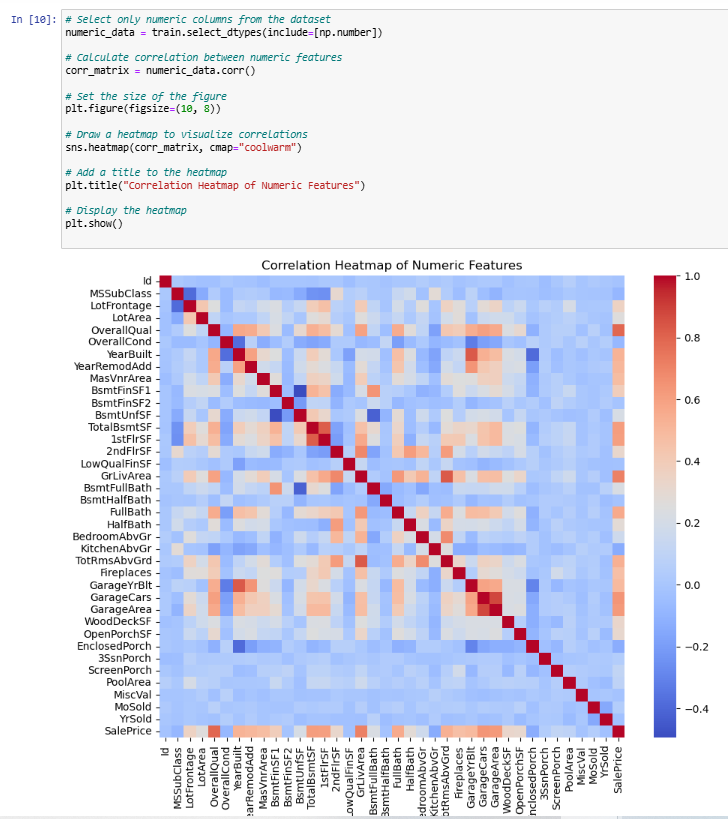 In [10]:
# Select only numeric columns from the dataset
numeric_data = train.select_dtypes(include=[np.number])
# Calculate correlation between numeric features
corr_matrix = numeric_data.corr()
# Set the size of the figure
plt.figure(figsize=(10, 8))
# Draw a heatmap to visualize correlations
sns.heatmap(corr_matrix, cmap="coolwarm")
# Add a title to the heatmap
plt.title("Correlation Heatmap of Numeric Features")
# Display the heatmap
plt.show()
Correlation Heatmap of Numeric Features
Id
MSSubClass
LotFrontage
LotArea
OverallQual
OverallCond
YearBuilt
YearRemodAdd
MasVnrArea
BsmtFinSF1
BsmtFinSF2
BsmtUnfSF
TotalBsmtSF
1stFlrSF
2ndFlrSF
LowQualFinSF
GrLivArea
BsmtFullBath
BsmtHalfBath
FullBath
HalfBath
BedroomAbvGr
KitchenAbvGr
TotRmsAbvGrd
Fireplaces
GarageYrBlt
GarageCars
GarageArea
WoodDeckSF
OpenPorchSF
EnclosedPorch
3SsnPorch
ScreenPorch
PoolArea
MiscVal
MoSold
YrSold
SalePrice
Id
MSSubClass
LotFrontage
LotArea
OverallQual
OverallCond
YearBuilt
earRemodAdd
MasVnrArea
BsmtFinSF1
BsmtFinSF2
BsmtUnfSF
TotalBsmtSF
1stFlrSF
2ndFlrSF
owQualFinSF
GrLivArea
BsmtFullBath
BsmtHalfBath
FullBath
HalfBath
edroomAbvGr
KitchenAbvGr
otRmsAbvGrd
Fireplaces
GarageYrBlt
GarageCars
GarageArea
WoodDeckSF
OpenPorchSF
nclosedPorch
3SsnPorch
ScreenPorch
PoolArea
MiscVal
MoSold
YrSold
SalePrice
1.0
0.8
0.6
0.4
0.2
0.0
−0.2
−0.4